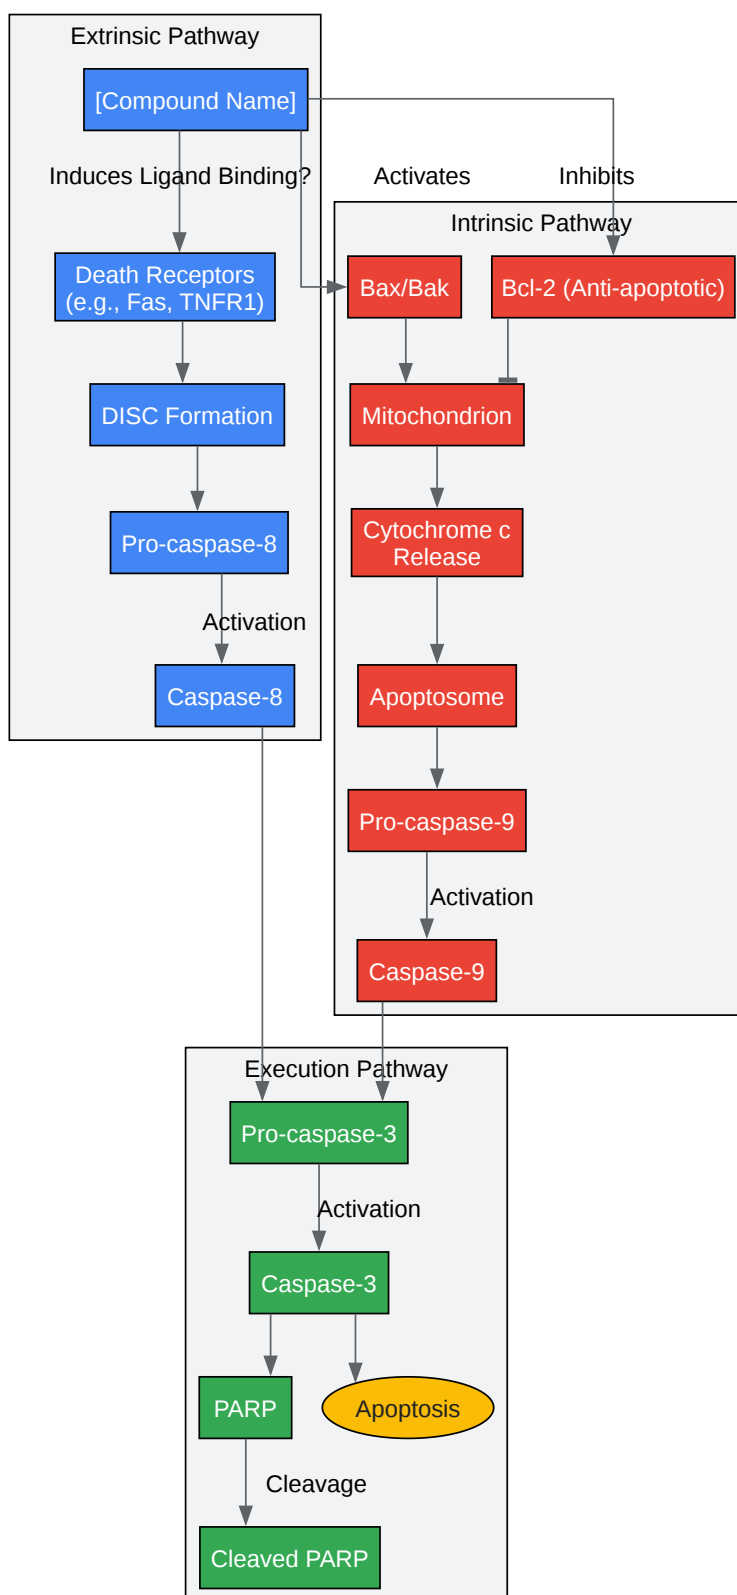 Extrinsic Pathway
[Compound Name]
Induces Ligand Binding?
Activates
Inhibits
Intrinsic Pathway
Death Receptors
(e.g., Fas, TNFR1)
Bax/Bak
Bcl-2 (Anti-apoptotic)
DISC Formation
Mitochondrion
Pro-caspase-8
Cytochrome c
Release
Activation
Caspase-8
Apoptosome
Pro-caspase-9
Activation
Caspase-9
Execution Pathway
Pro-caspase-3
Activation
Caspase-3
PARP
Apoptosis
Cleavage
Cleaved PARP